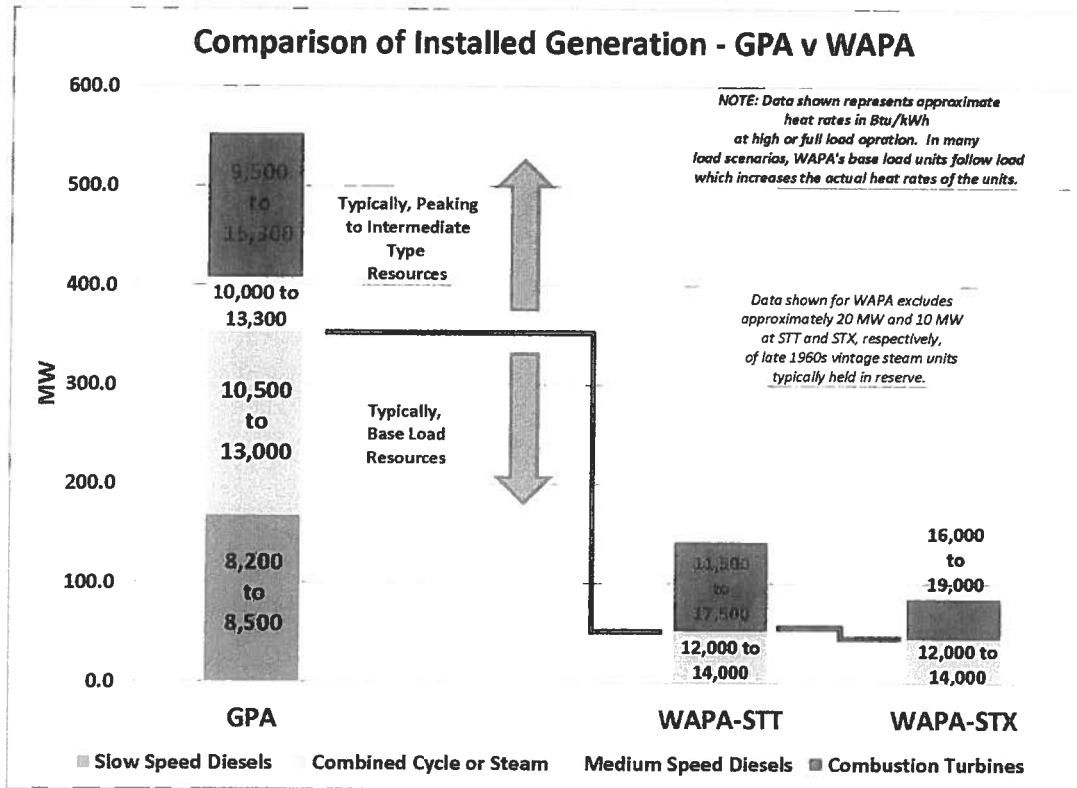 Comparison of Installed Generation - GPA v WAPA
600.0
500.0
400.0
300.0
200.0
100.0
0.0
MW
NOTE: Data shown represents approximate
heat rates in Btu/kWh
at high or full load opration. In many
load scenarios, WAPA's base load units follow load
which increases the actual heat rates of the units.
9,500
to
15,300
Typically, Peaking
to Intermediate
Type
Resources
10,000 to
13,300
Data shown for WAPA excludes
approximately 20 MW and 10 MW
at STT and STX, respectively,
of late 1960s vintage steam units
typically held in reserve.
10,500
to
13,000
Typically,
Base Load
Resources
8,200
to
8,500
11,500
to
17,500
12,000 to
14,000
16,000
to
19,000
12,000 to
14,000
GPA
WAPA-STT
WAPA-STX
Slow Speed Diesels
Combined Cycle or Steam
Medium Speed Diesels
Combustion Turbines